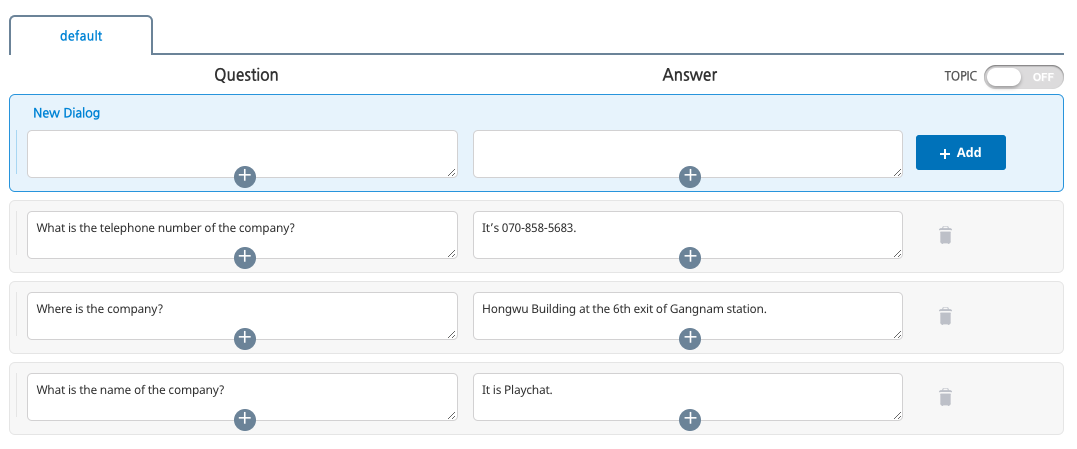 default
Question Answer TOPIC OFF
New Dialog
+ Add
What is the telephone number of the company? It's 070-858-5683.
Where is the company? Hongwu Building at the 6th exit of Gangnam station.
What is the name of the company? It is Playchat.